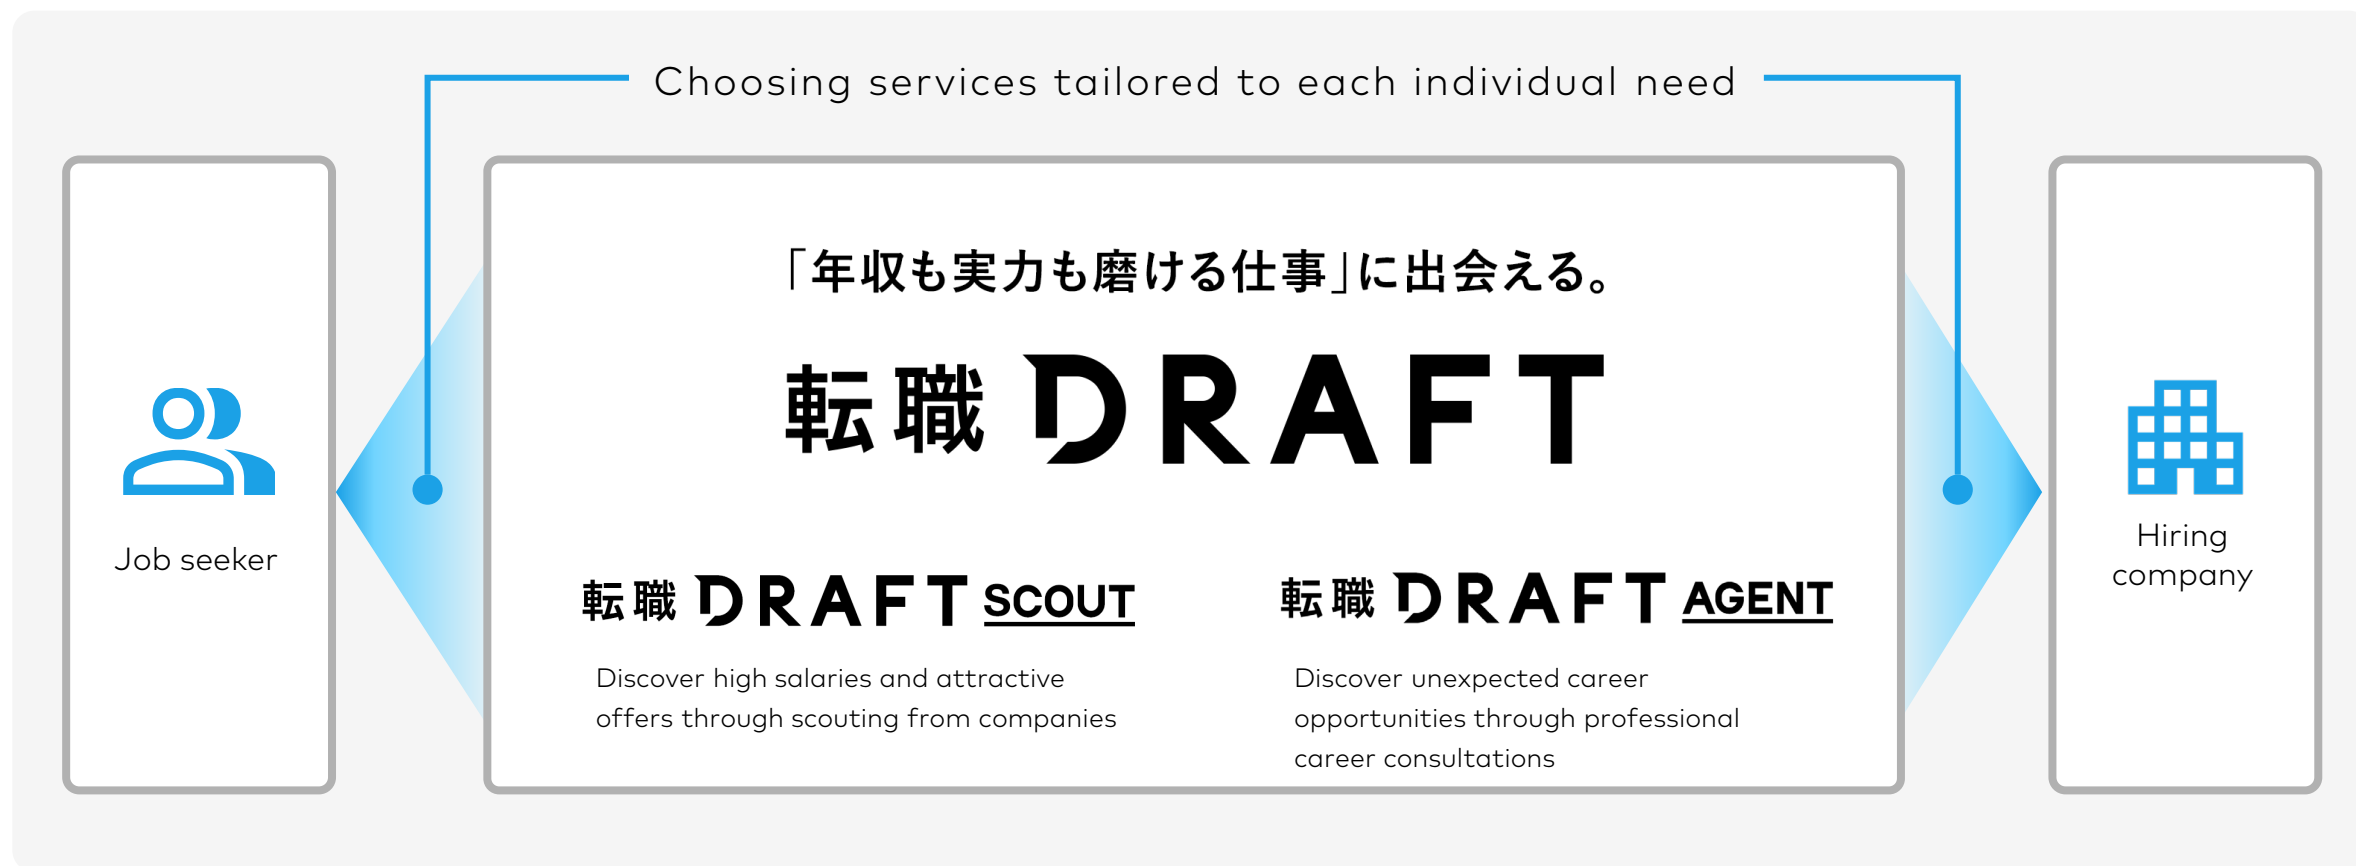 Choosing services tailored to each individual need
Job seeker
「年収も実力も磨ける仕事」に出会える。
転職 DRAFT
転職 DRAFT SCOUT
Discover high salaries and attractive
offers through scouting from companies
転職 DRAFT AGENT
Discover unexpected career
opportunities through professional
career consultations
Hiring
company